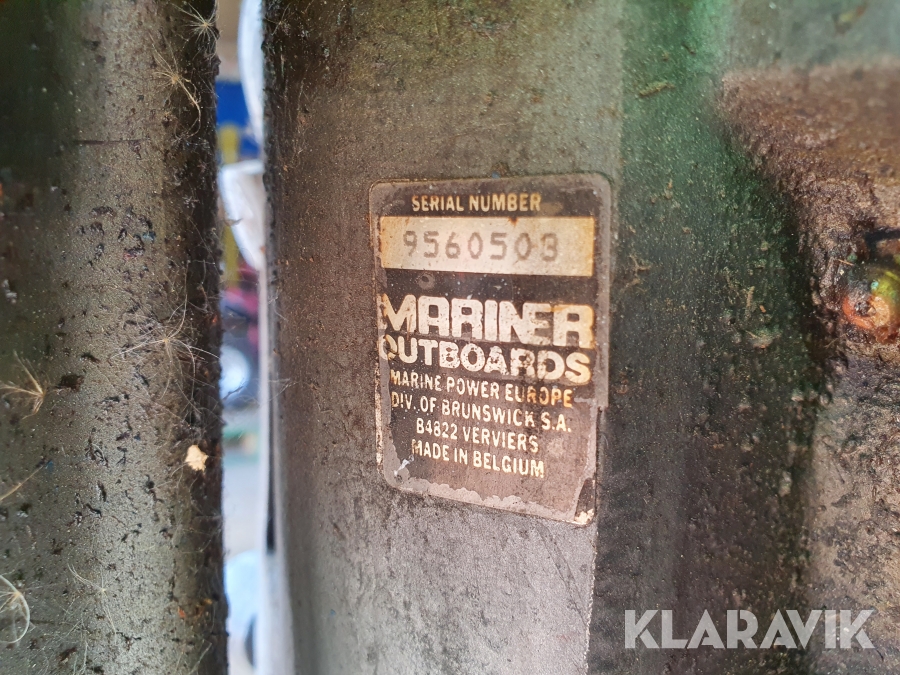 SERIAL NUMBER
9560503
MARINER
OUTBOARDS
MARINE POWER EUROPE
DIV. OF BRUNSWICK S.A.
B4822 VERVIERS
MADE IN BELGIUM
KLARAVIK